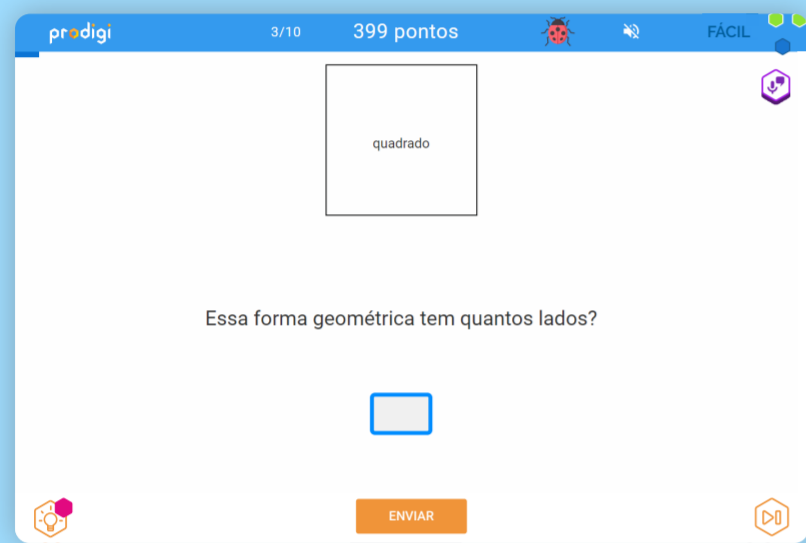 prodigi
3/10
399 pontos
FÁCIL
quadrado
Essa forma geométrica tem quantos lados?
ENVIAR